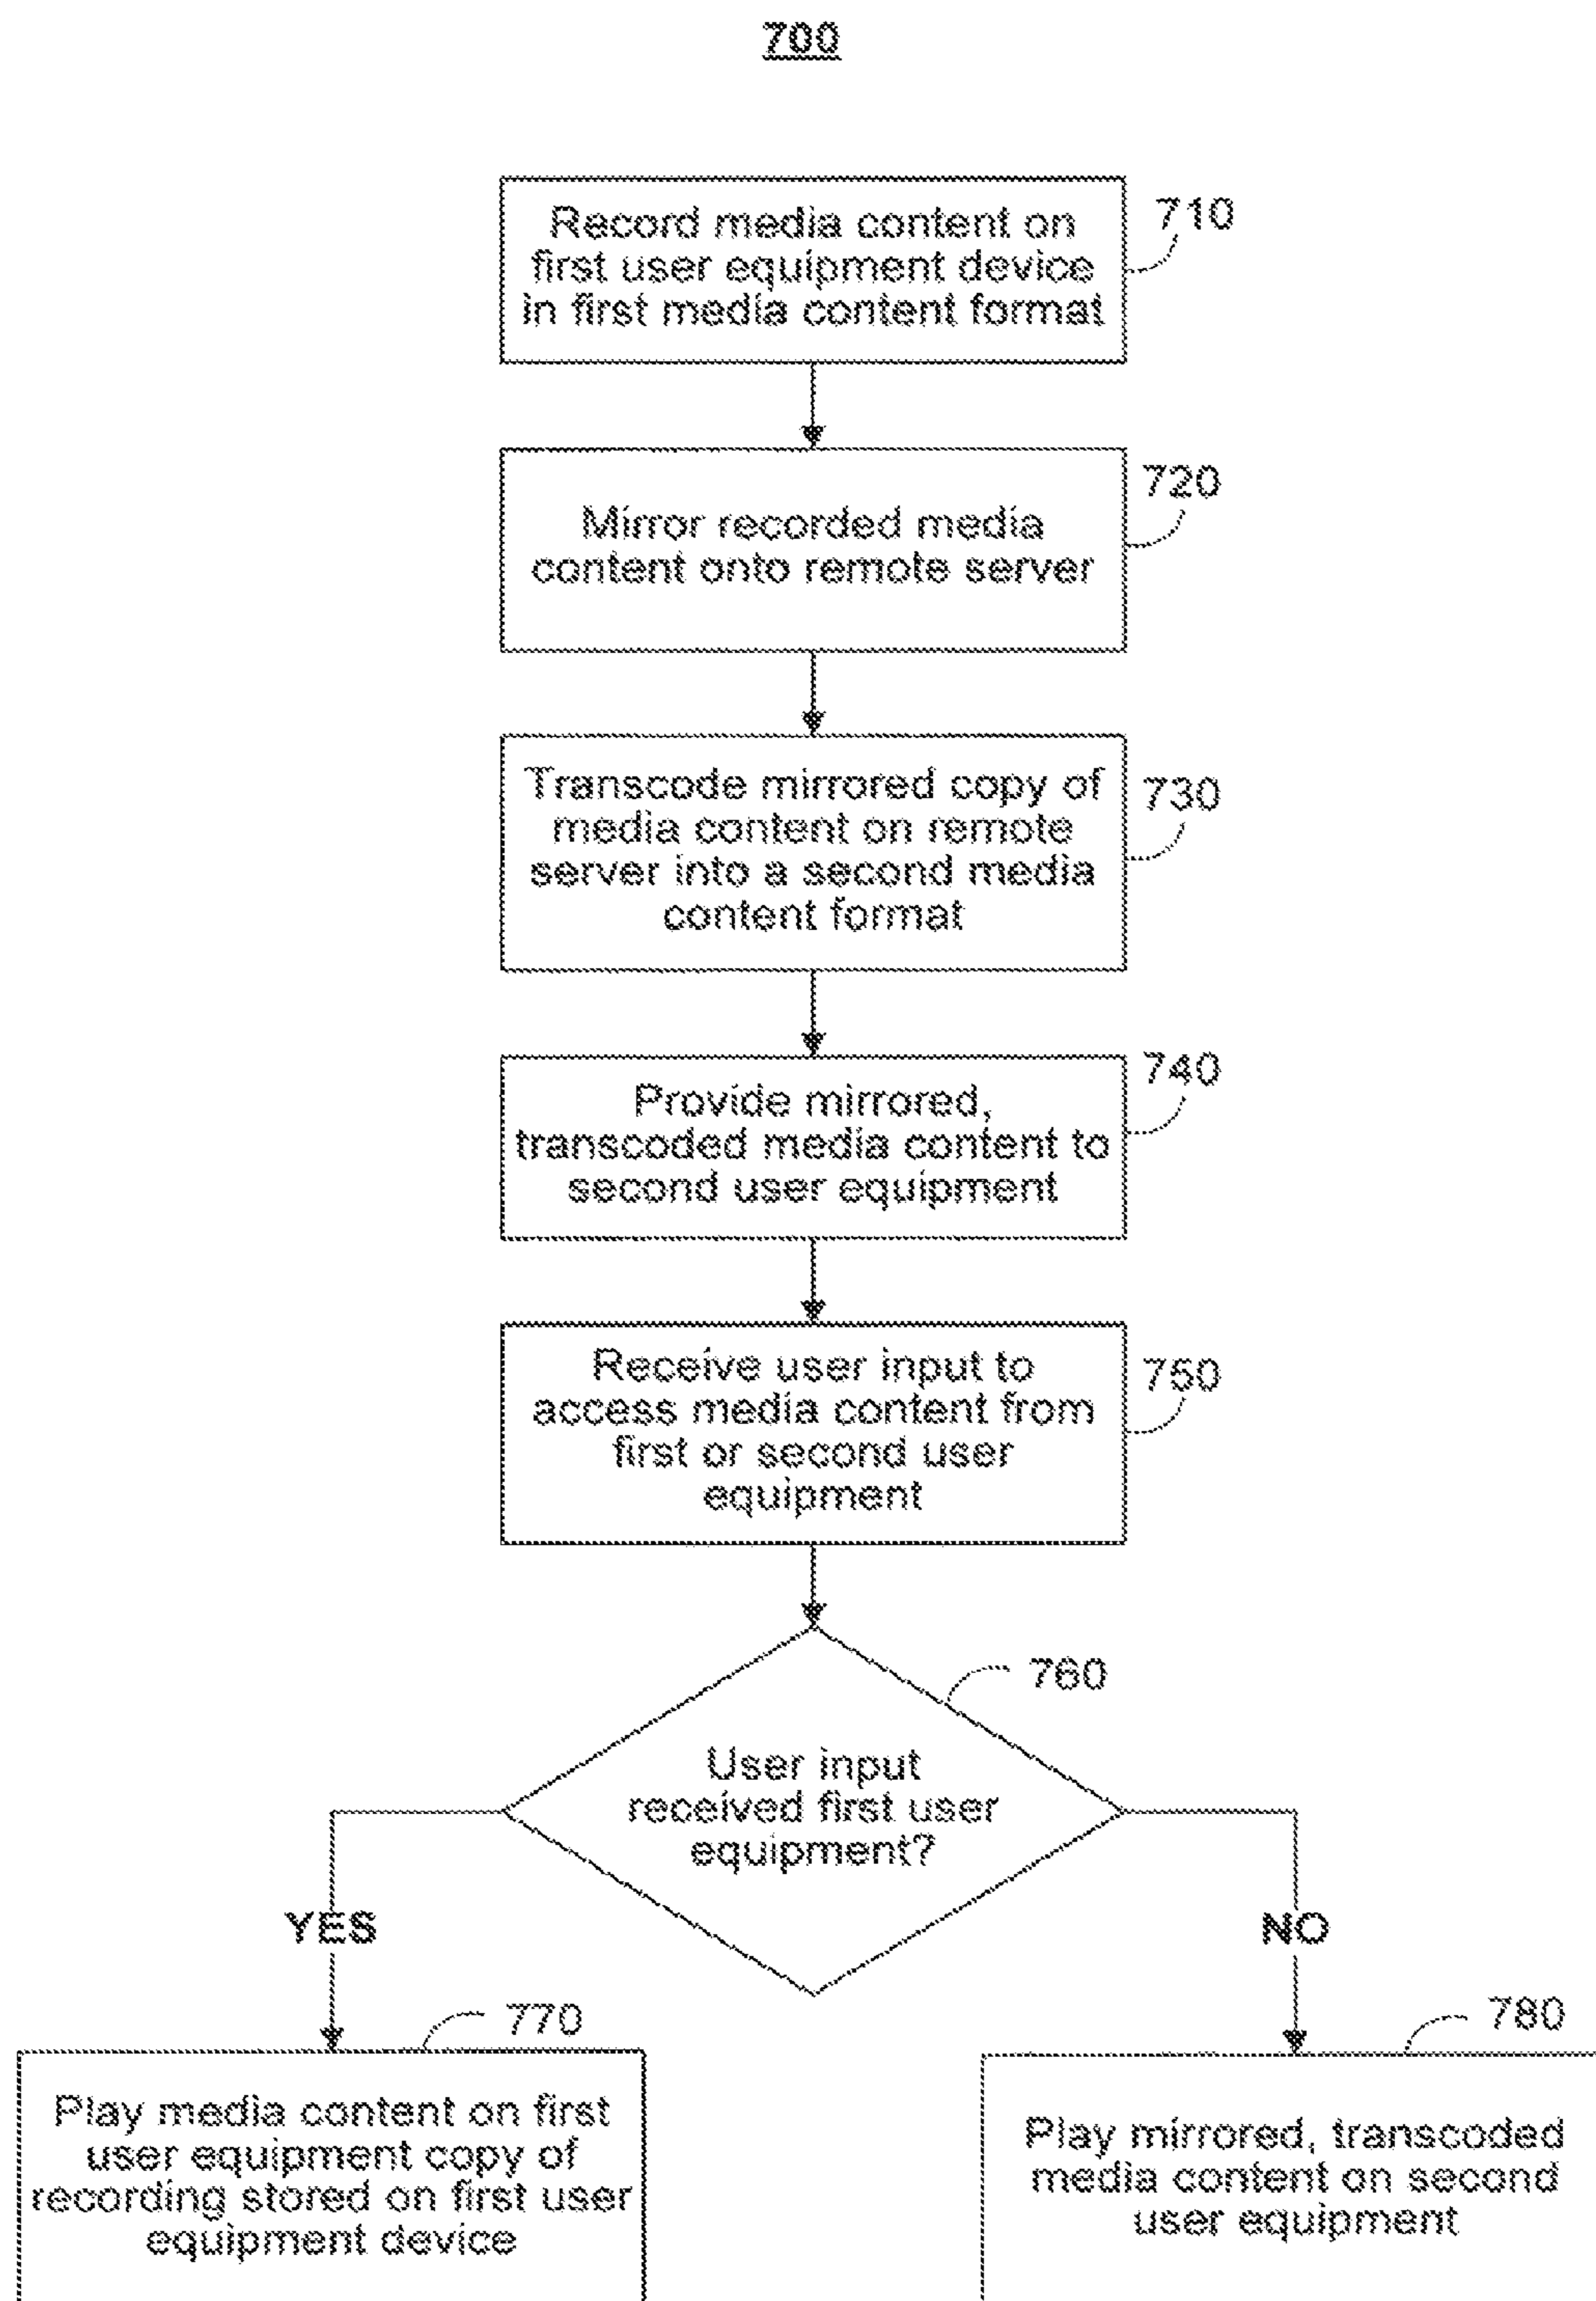 700
Record media content on
first user equipment device
in first media content format
710
Mirror recorded media
content onto remote server
720
Transcode mirrored copy of
media content on remote
server into a second media
content format
730
Provide mirrored,
transcoded media content to
second user equipment
740
Receive user input to
access media content from
first or second user
equipment
750
User input
received first user
equipment?
760
YES
NO
770
Play media content on first
user equipment copy of
recording stored on first user
equipment device
780
Play mirrored, transcoded
media content on second
user equipment